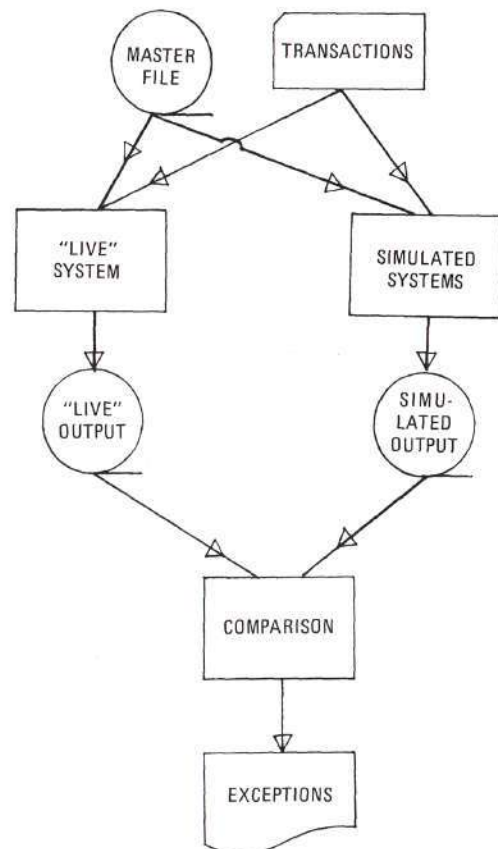 MASTER
FILE
TRANSACTIONS
"LIVE"
SYSTEM
SIMULATED
SYSTEMS
"LIVE"
OUTPUT
SIMU-
LATED
OUTPUT
COMPARISON
EXCEPTIONS